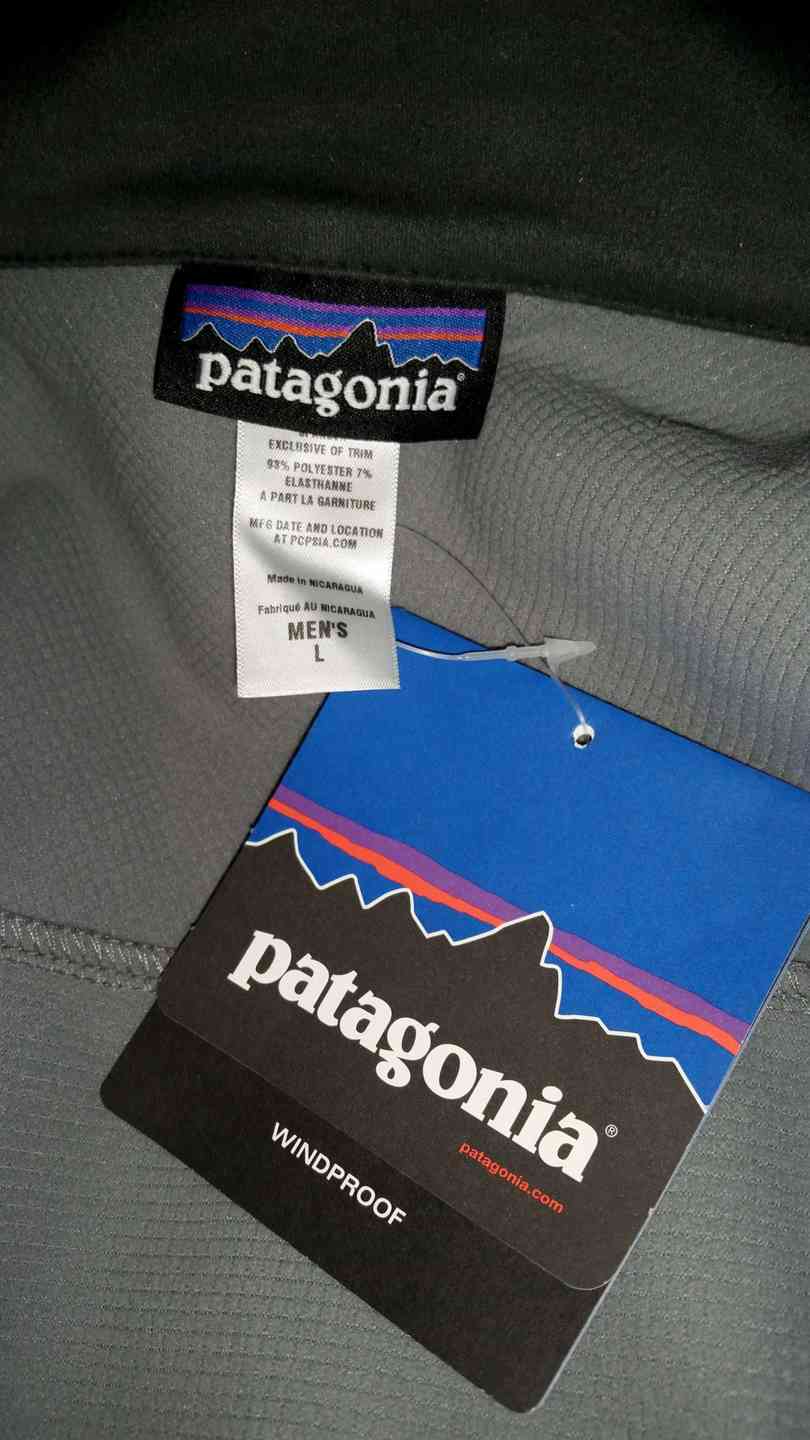 patagonia®
EXCLUSIVE OF TRIM
93% POLYESTER 7%
ELASTHANNE
A PART LA GARNITURE
MFG DATE AND LOCATION
AT PCPSIA.COM
Made in NICARAGUA
Fabriqué AU NICARAGUA
MEN'S
L
patagonia®
patagonia.com
WINDPROOF